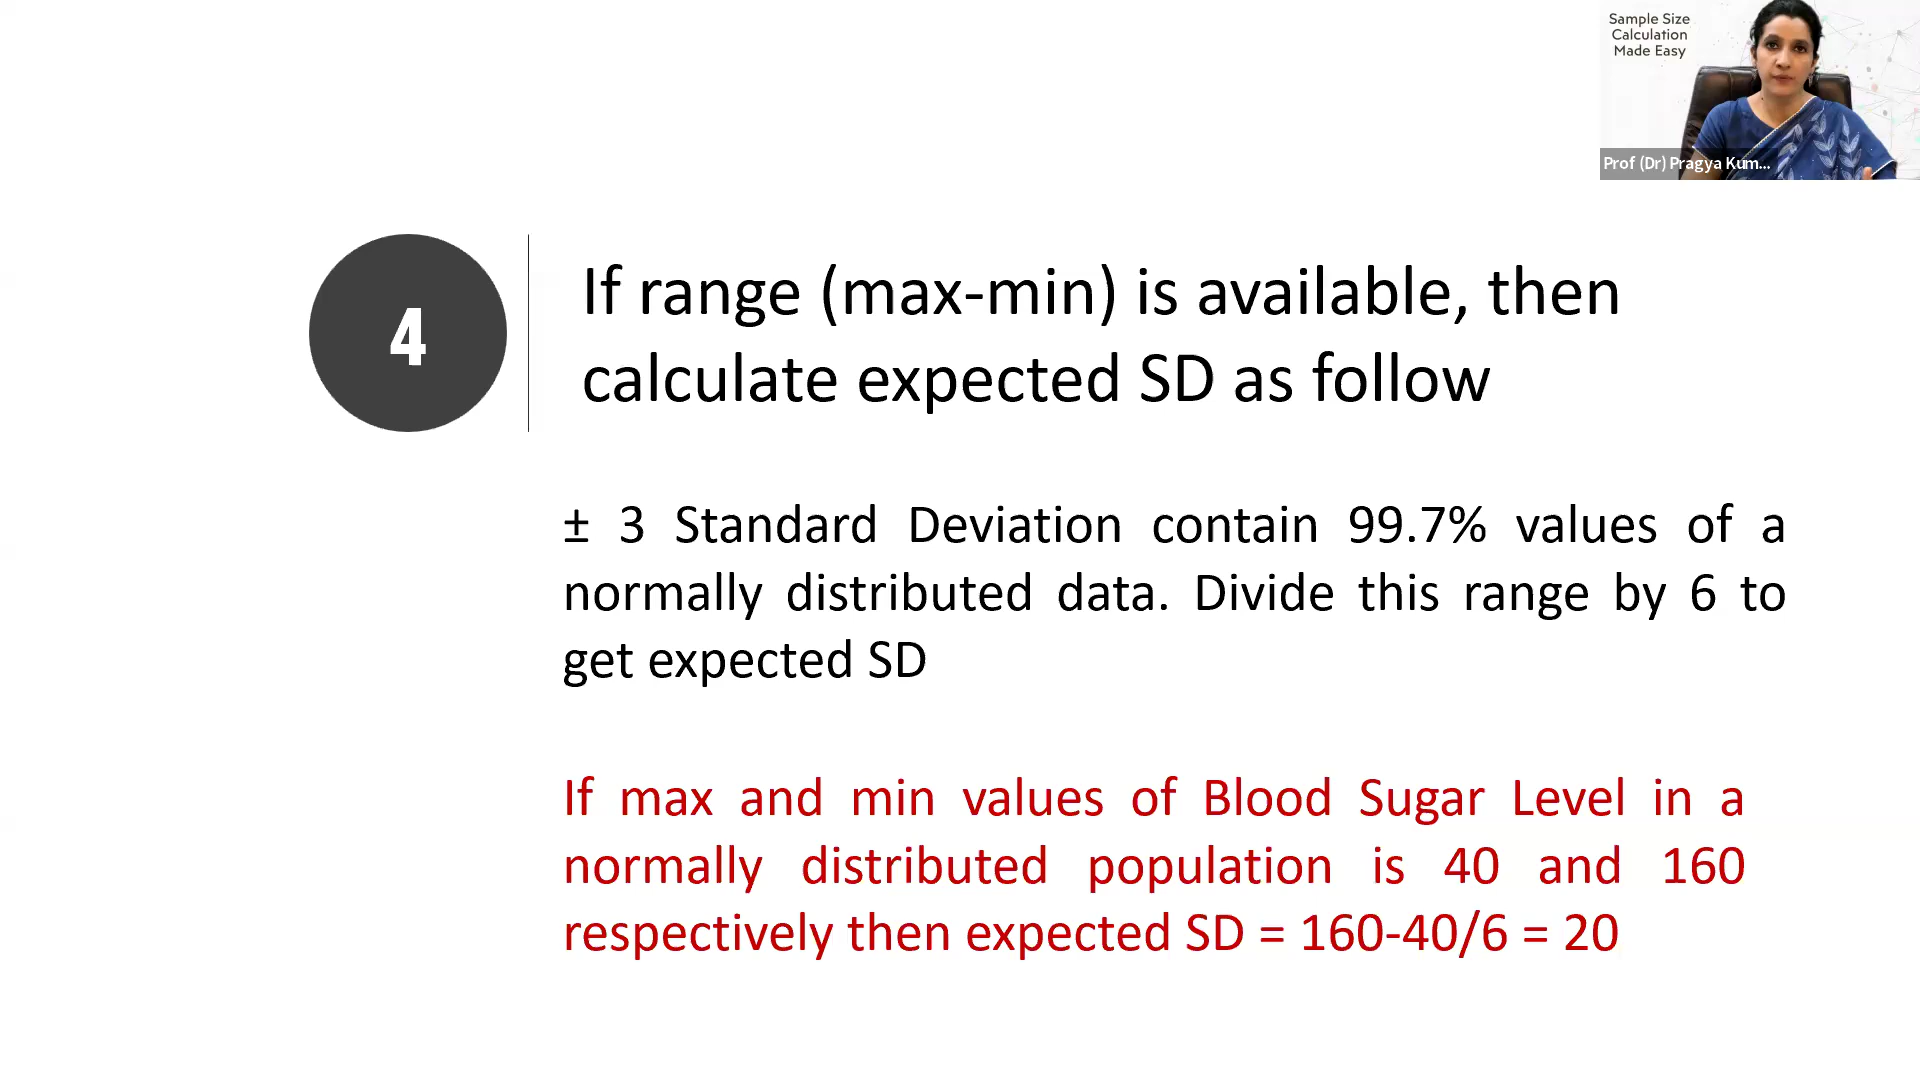 Sample Size
Calculation
Made Easy
Prof (Dr) Pragya Kum...
4
If range (max-min) is available, then
calculate expected SD as follow
± 3 Standard Deviation contain 99.7% values of a
normally distributed data. Divide this range by 6 to
get expected SD
If max and min values of Blood Sugar Level in a
normally distributed population is 40 and 160
respectively then expected SD = 160-40/6 = 20